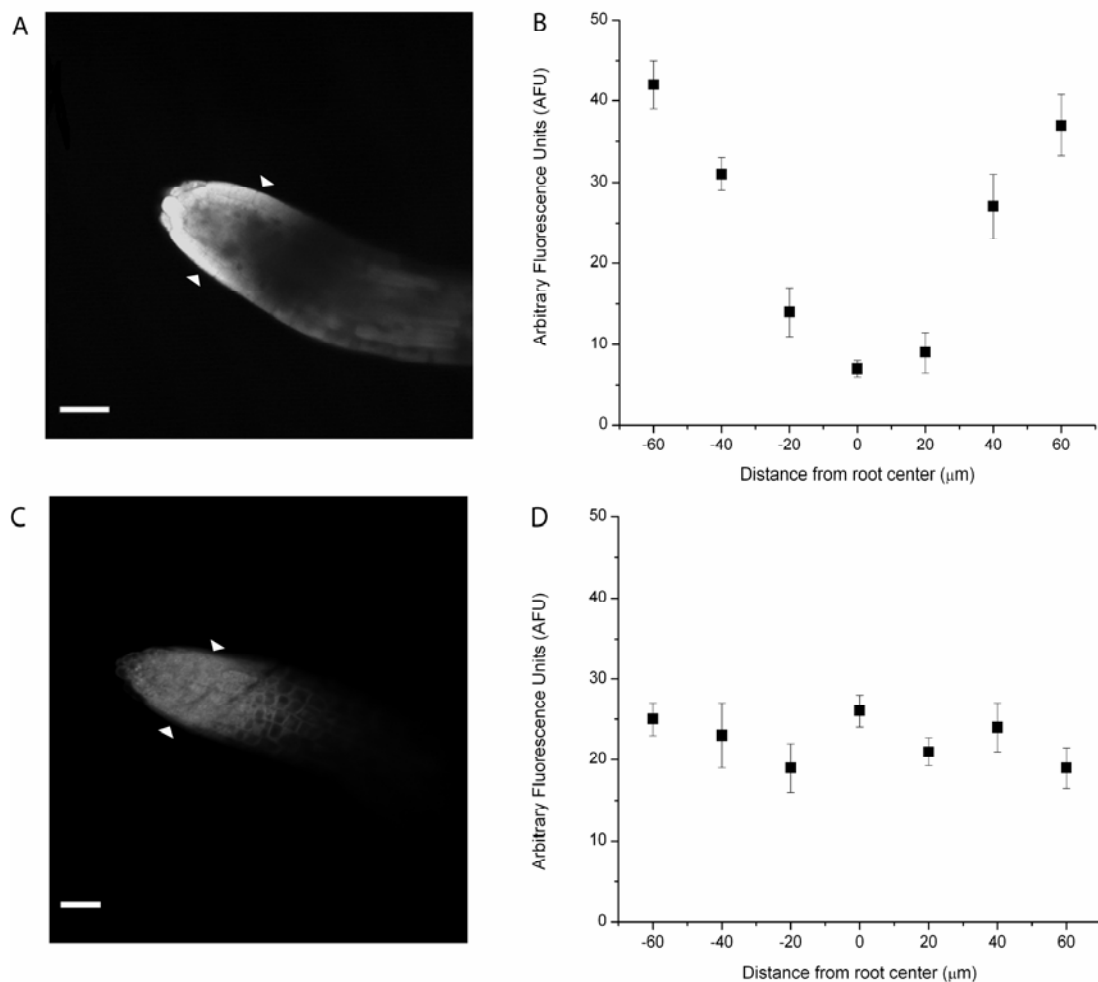 A
B
Arbitrary Fluorescence Units (AFU)
50
40
30
20
10
0
-60 -40 -20 0 20 40 60
Distance from root center (μm)
C
D
Arbitrary Fluorescence Units (AFU)
50
40
30
20
10
0
-60 -40 -20 0 20 40 60
Distance from root center (μm)